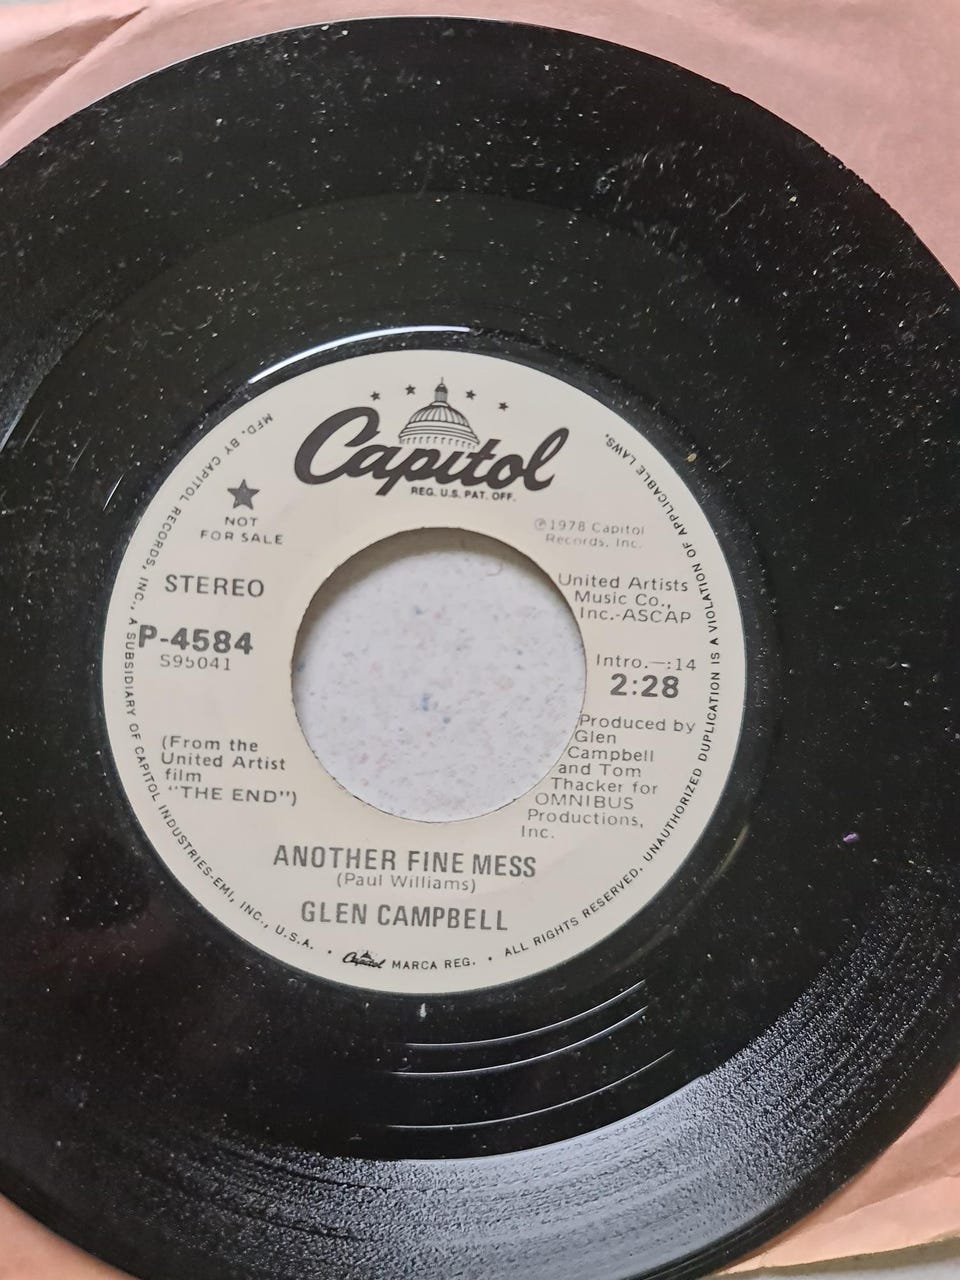 Capitol
REG. U.S. PAT. OFF.
NOT
FOR SALE
℗1978 Capitol
Records, Inc.
STEREO
United Artists
Music Co.,
Inc.-ASCAP
P-4584
S95041
Intro.—:14
2:28
(From the
United Artist
film
"THE END")
Produced by
Glen
Campbell
and Tom
Thacker for
OMNIBUS
Productions,
Inc.
ANOTHER FINE MESS
(Paul Williams)
GLEN CAMPBELL
MFD. BY CAPITOL RECORDS, INC., A SUBSIDIARY OF CAPITOL INDUSTRIES-EMI, INC., U.S.A. • Capitol MARCA REG. • ALL RIGHTS RESERVED. UNAUTHORIZED DUPLICATION IS A VIOLATION OF APPLICABLE LAWS.